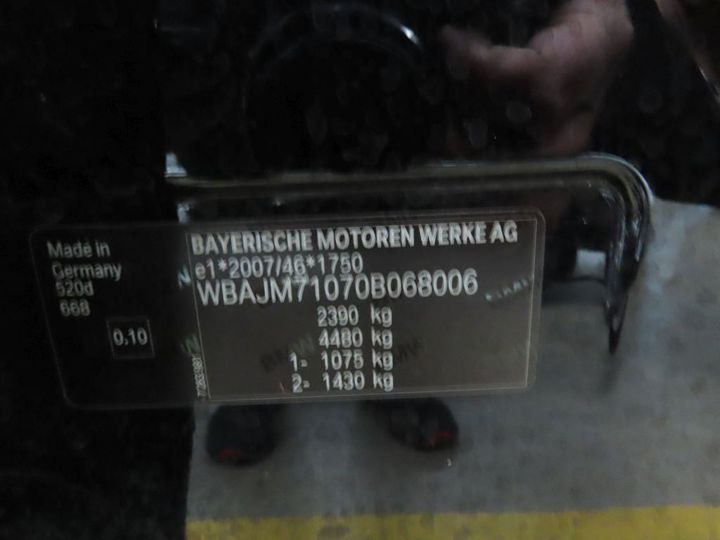 Made in
Germany
520d
668
0.10
BAYERISCHE MOTOREN WERKE AG
e1*2007/46*1750
WBAJM71070B068006
2390 kg
4480 kg
1- 1075 kg
2- 1430 kg